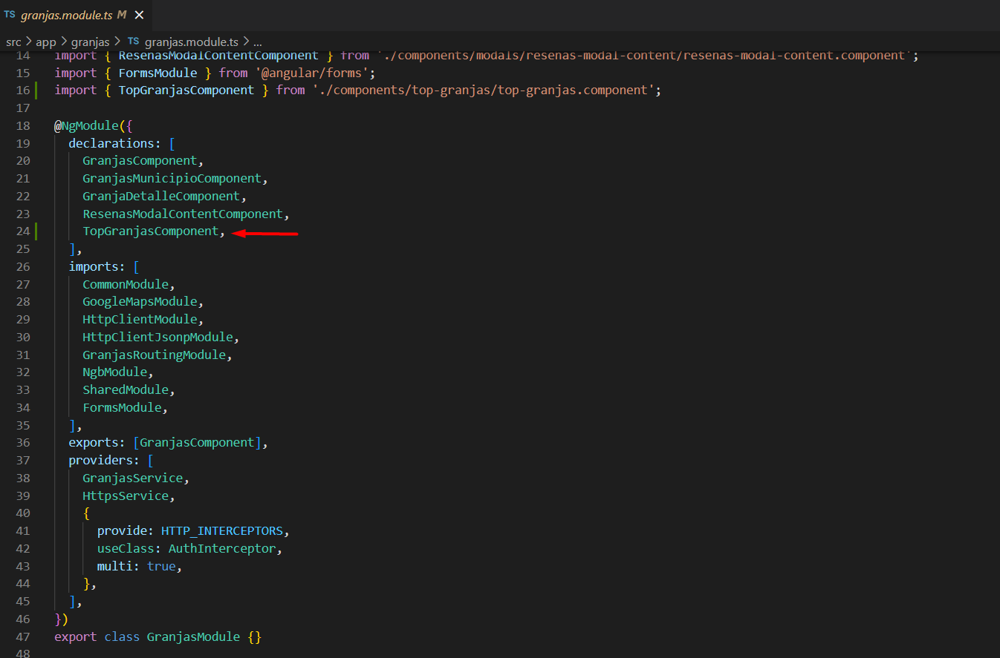 TS granjas.module.ts M ×
src > app > granjas > TS granjas.module.ts > ...
14 import { ResenasModalContentComponent } from './components/modals/resenas-modal-content/resenas-modal-content.component';
15 import { FormsModule } from '@angular/forms';
16 import { TopGranjasComponent } from './components/top-granjas/top-granjas.component';
17
18 @NgModule({
19 declarations: [
20 GranjasComponent,
21 GranjasMunicipioComponent,
22 GranjaDetalleComponent,
23 ResenasModalContentComponent,
24 TopGranjasComponent,
25 ],
26 imports: [
27 CommonModule,
28 GoogleMapsModule,
29 HttpClientModule,
30 HttpClientJsonpModule,
31 GranjasRoutingModule,
32 NgbModule,
33 SharedModule,
34 FormsModule,
35 ],
36 exports: [GranjasComponent],
37 providers: [
38 GranjasService,
39 HttpsService,
40 {
41 provide: HTTP_INTERCEPTORS,
42 useClass: AuthInterceptor,
43 multi: true,
44 },
45 ],
46 })
47 export class GranjasModule {}
48